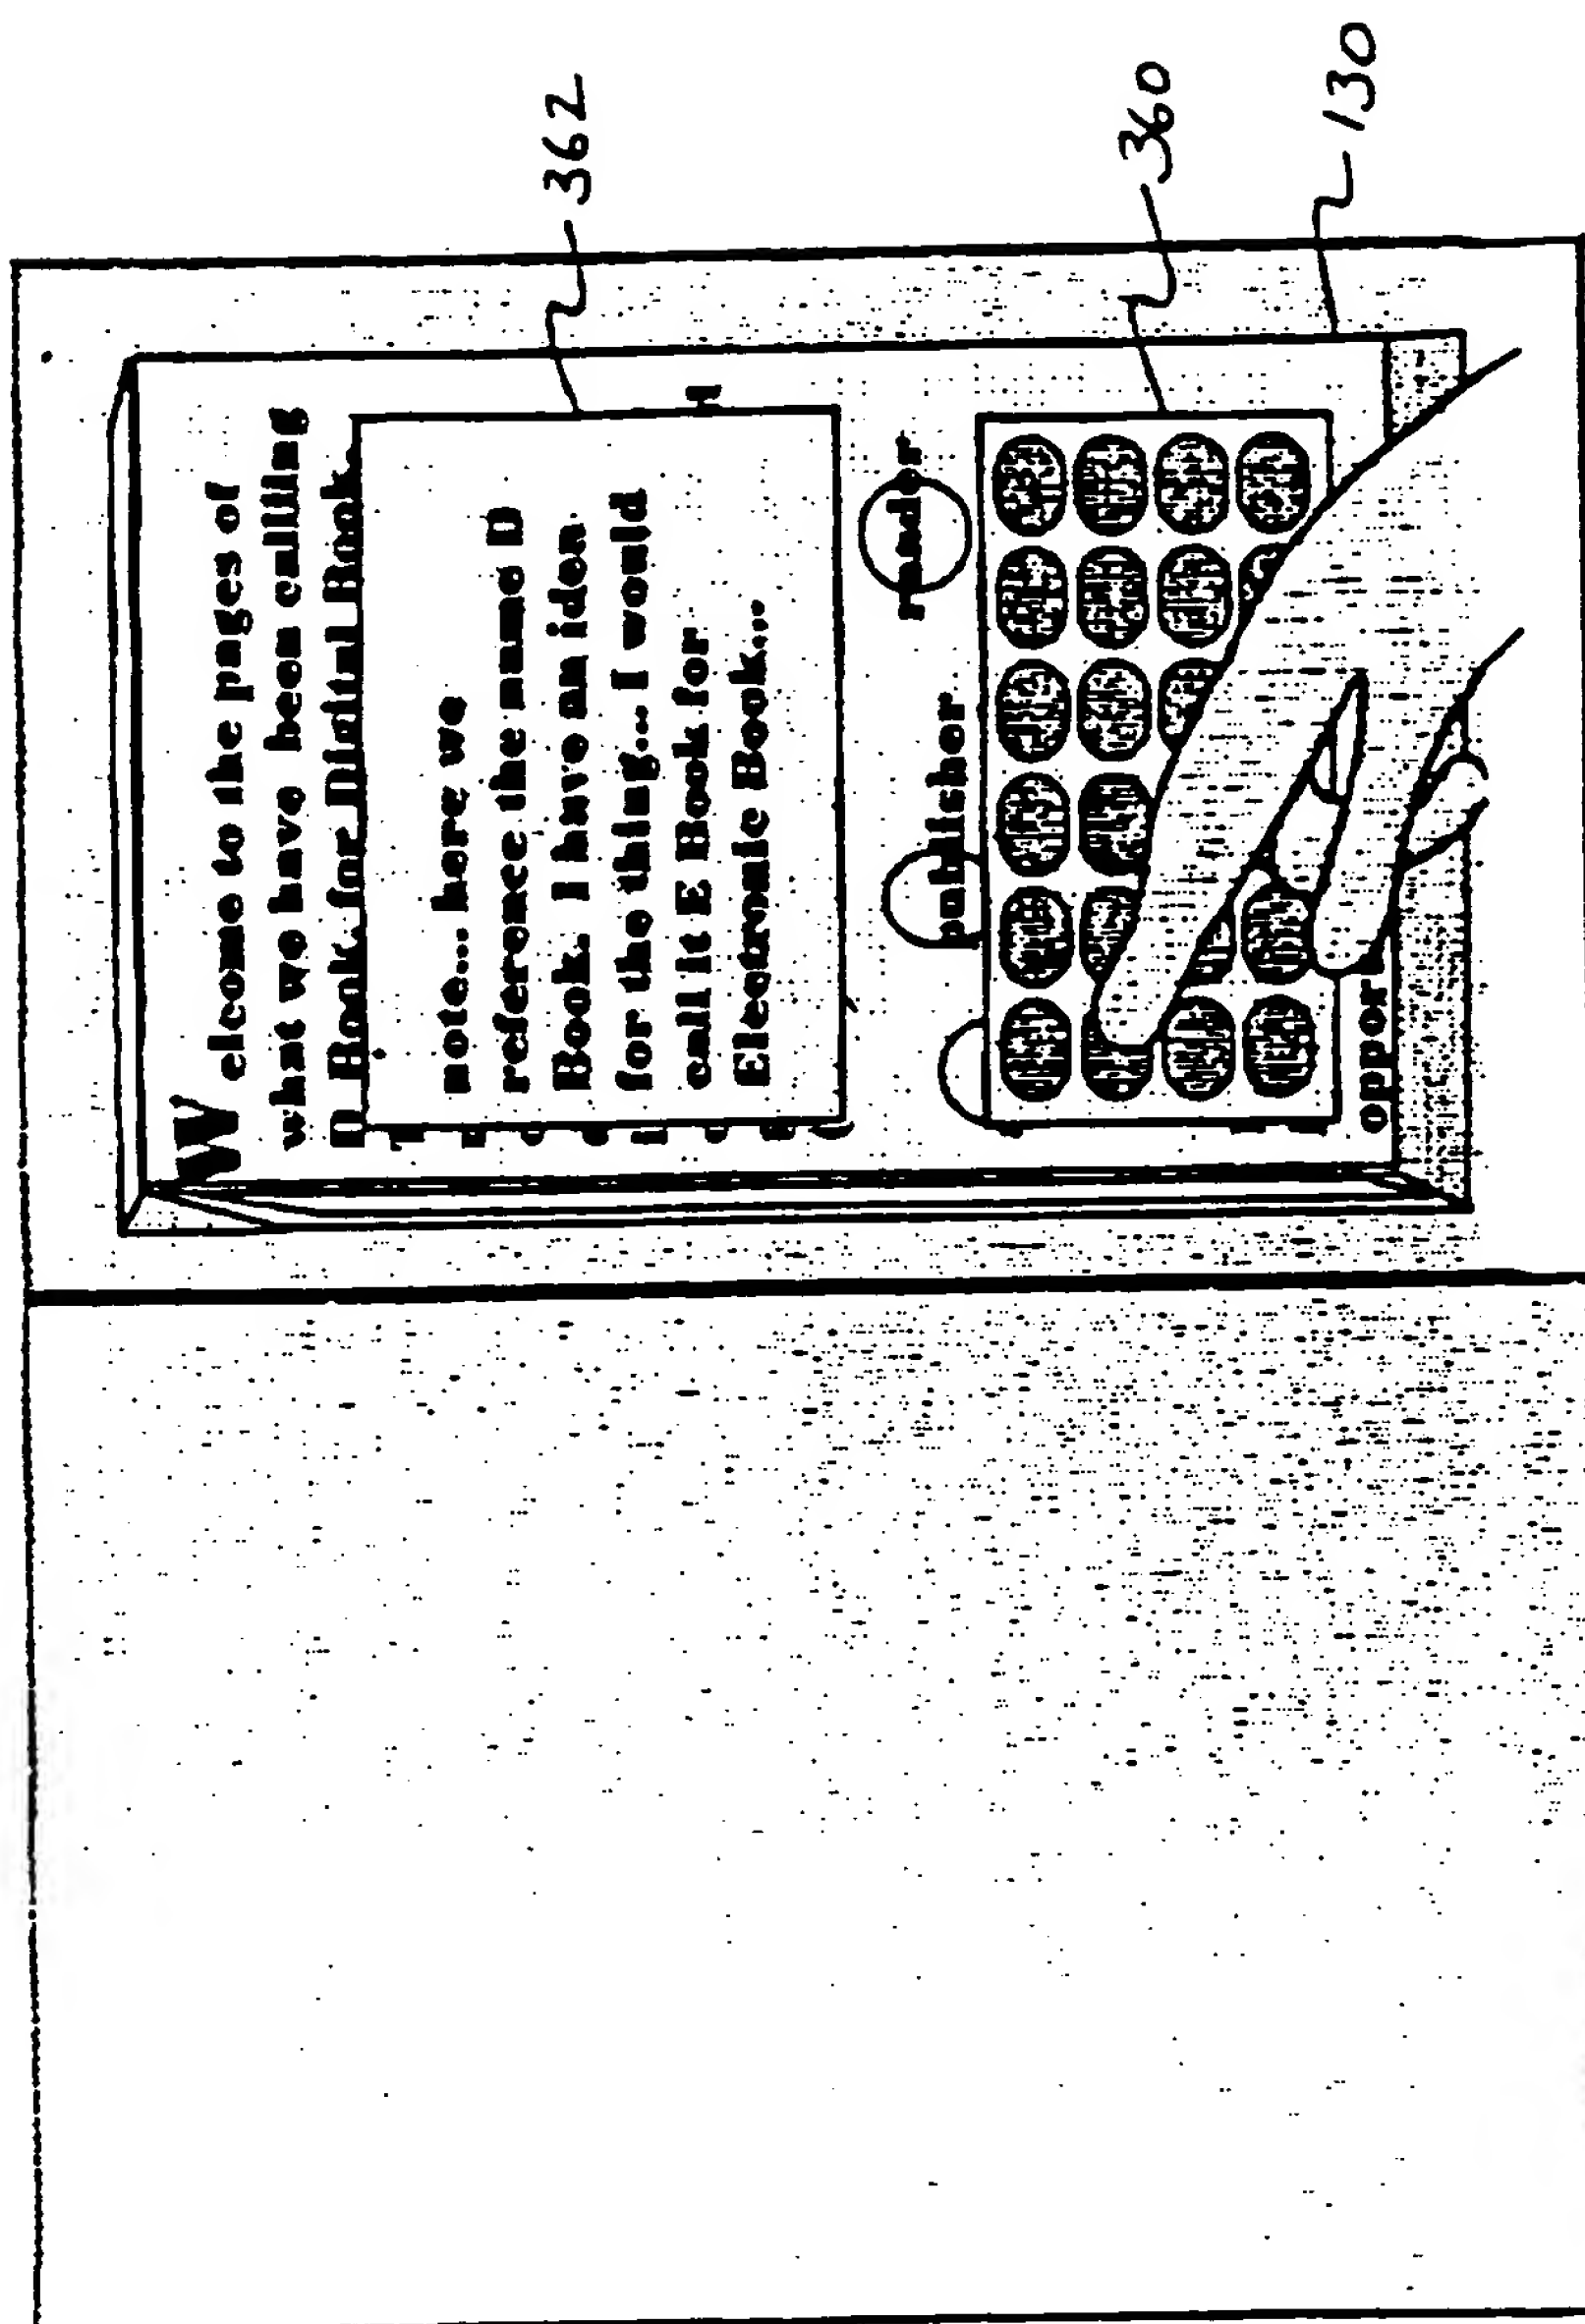 Welcome to the pages of
what we have been calling
D Book, for Digital Book.
note... here we
reference the name D
Book. I have an idea
for the thing... I would
call it E Book for
Electronic Book...
publisher
oppor
362
360
130